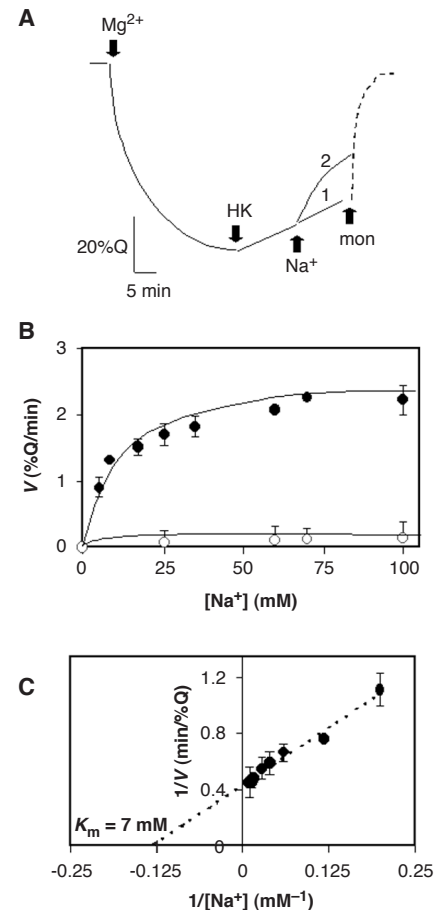 A
Mg2+
HK
2
1
20%Q
5 min
Na+
mon
B
3
2
1
0
V (%Q/min)
0 25 50 75 100
[Na+] (mM)
C
1.2
0.8
0.4
0
1/V (min/%Q)
Km = 7 mM
-0.25 -0.125 0 0.125 0.25
1/[Na+] (mM–1)